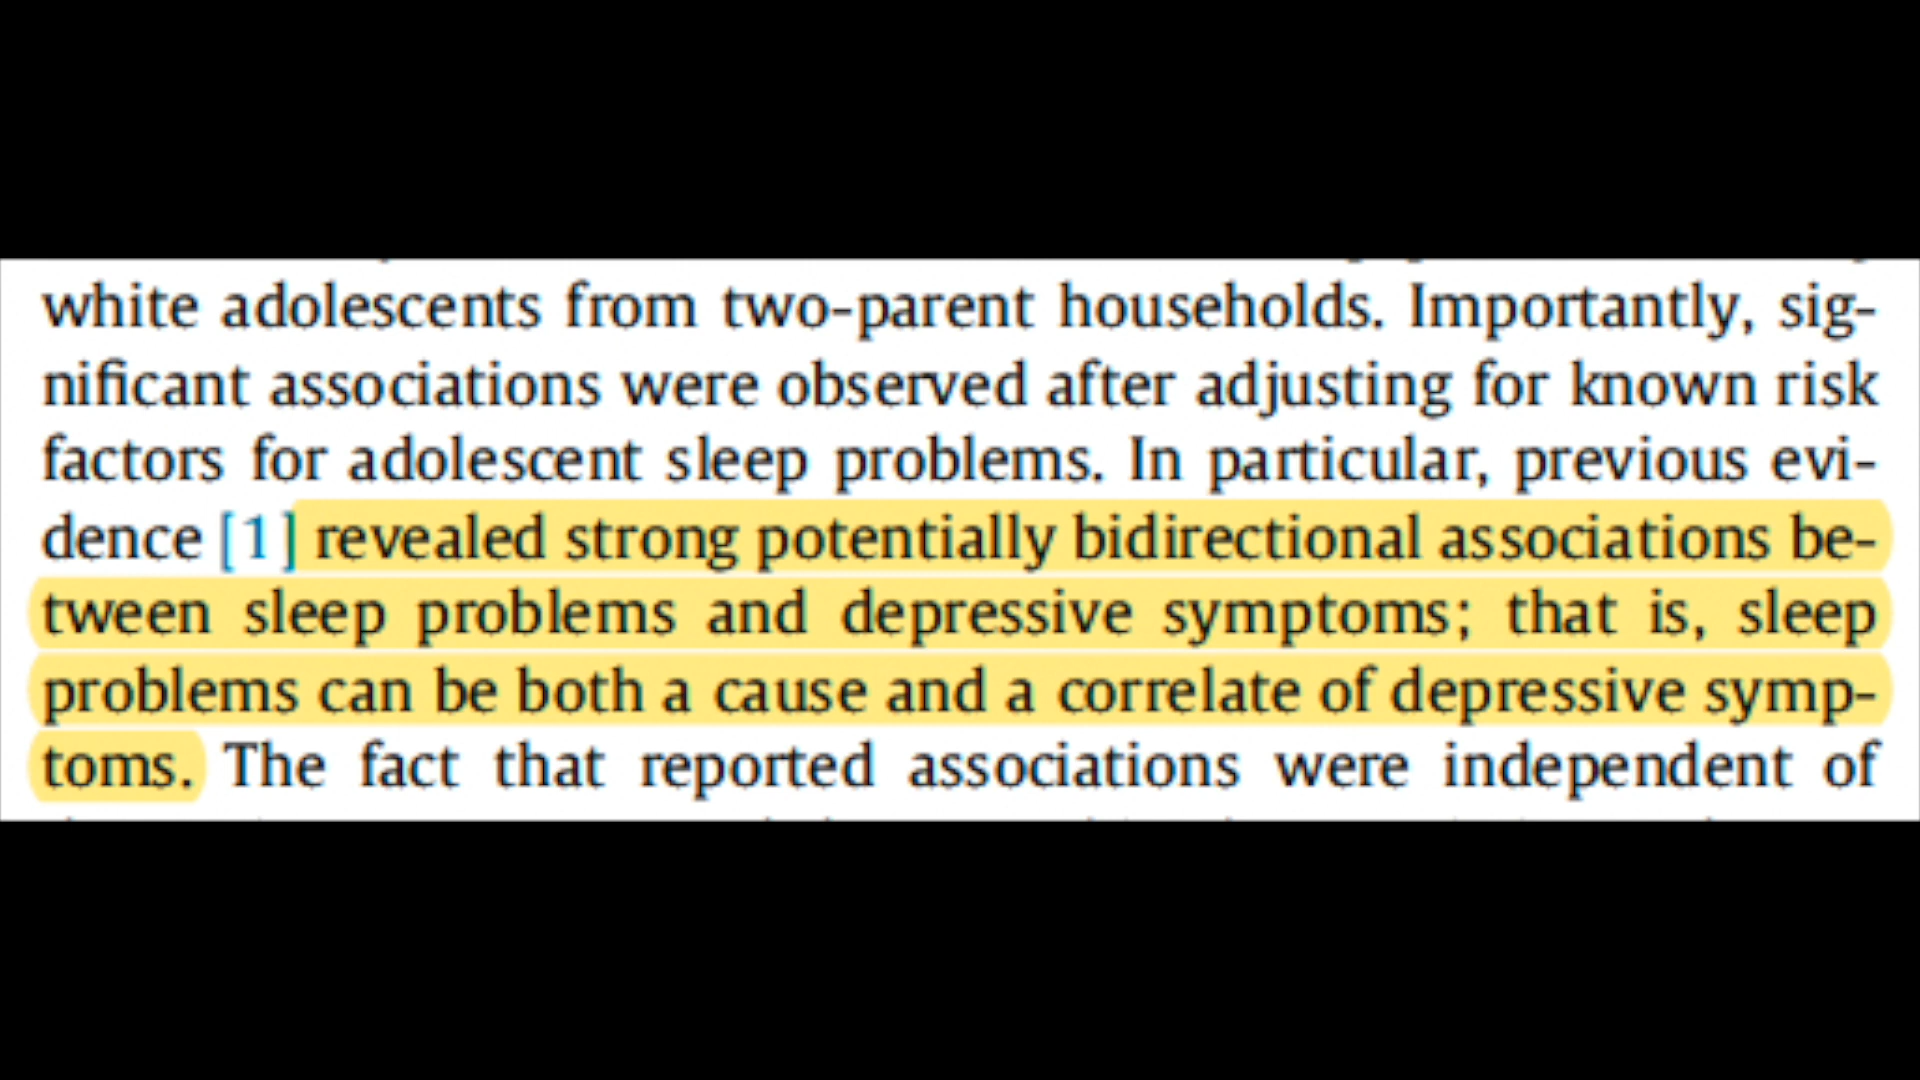 white adolescents from two-parent households. Importantly, sig-
nificant associations were observed after adjusting for known risk
factors for adolescent sleep problems. In particular, previous evi-
dence [1] revealed strong potentially bidirectional associations be-
tween sleep problems and depressive symptoms; that is, sleep
problems can be both a cause and a correlate of depressive symp-
toms. The fact that reported associations were independent of